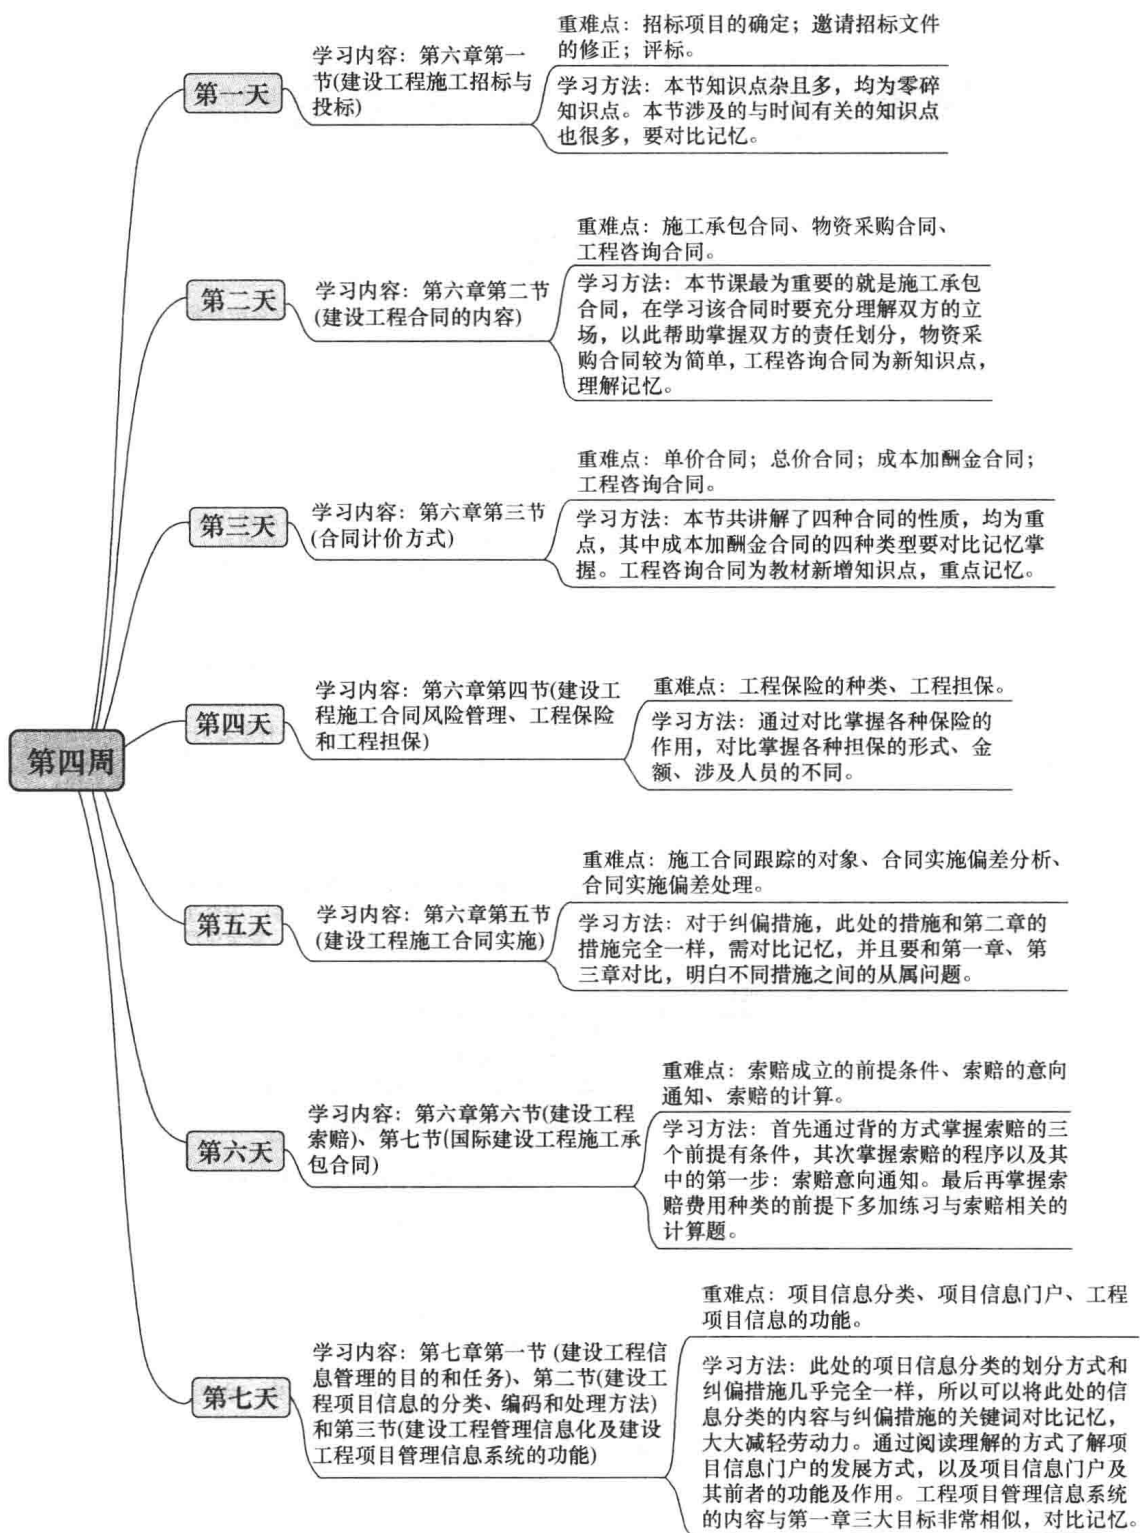 第四周
第一天
学习内容：第六章第一
节(建设工程施工招标与
投标)
重难点：招标项目的确定；邀请招标文件
的修正；评标。
学习方法：本节知识点杂且多，均为零碎
知识点。本节涉及的与时间有关的知识点
也很多，要对比记忆。
第二天
学习内容：第六章第二节
(建设工程合同的内容)
重难点：施工承包合同、物资采购合同、
工程咨询合同。
学习方法：本节课最为重要的就是施工承包
合同，在学习该合同时要充分理解双方的立
场，以此帮助掌握双方的责任划分，物资采
购合同较为简单，工程咨询合同为新知识点，
理解记忆。
第三天
学习内容：第六章第三节
(合同计价方式)
重难点：单价合同；总价合同；成本加酬金合同；
工程咨询合同。
学习方法：本节共讲解了四种合同的性质，均为重
点，其中成本加酬金合同的四种类型要对比记忆掌
握。工程咨询合同为教材新增知识点，重点记忆。
第四天
学习内容：第六章第四节(建设工
程施工合同风险管理、工程保险
和工程担保)
重难点：工程保险的种类、工程担保。
学习方法：通过对比掌握各种保险的
作用，对比掌握各种担保的形式、金
额、涉及人员的不同。
第五天
学习内容：第六章第五节
(建设工程施工合同实施)
重难点：施工合同跟踪的对象、合同实施偏差分析、
合同实施偏差处理。
学习方法：对于纠偏措施，此处的措施和第二章的
措施完全一样，需对比记忆，并且要和第一章、第
三章对比，明白不同措施之间的从属问题。
第六天
学习内容：第六章第六节(建设工程
索赔)、第七节(国际建设工程施工承
包合同)
重难点：索赔成立的前提条件、索赔的意向
通知、索赔的计算。
学习方法：首先通过背的方式掌握索赔的三
个前提有条件，其次掌握索赔的程序以及其
中的第一步：索赔意向通知。最后再掌握索
赔费用种类的前提下多加练习与索赔相关的
计算题。
第七天
学习内容：第七章第一节 (建设工程信
息管理的目的和任务)、第二节(建设工
程项目信息的分类、编码和处理方法)
和第三节(建设工程管理信息化及建设
工程项目管理信息系统的功能)
重难点：项目信息分类、项目信息门户、工程
项目信息的功能。
学习方法：此处的项目信息分类的划分方式和
纠偏措施几乎完全一样，所以可以将此处的信
息分类的内容与纠偏措施的关键词对比记忆，
大大减轻劳动力。通过阅读理解的方式了解项
目信息门户的发展方式，以及项目信息门户及
其前者的功能及作用。工程项目管理信息系统
的内容与第一章三大目标非常相似，对比记忆。